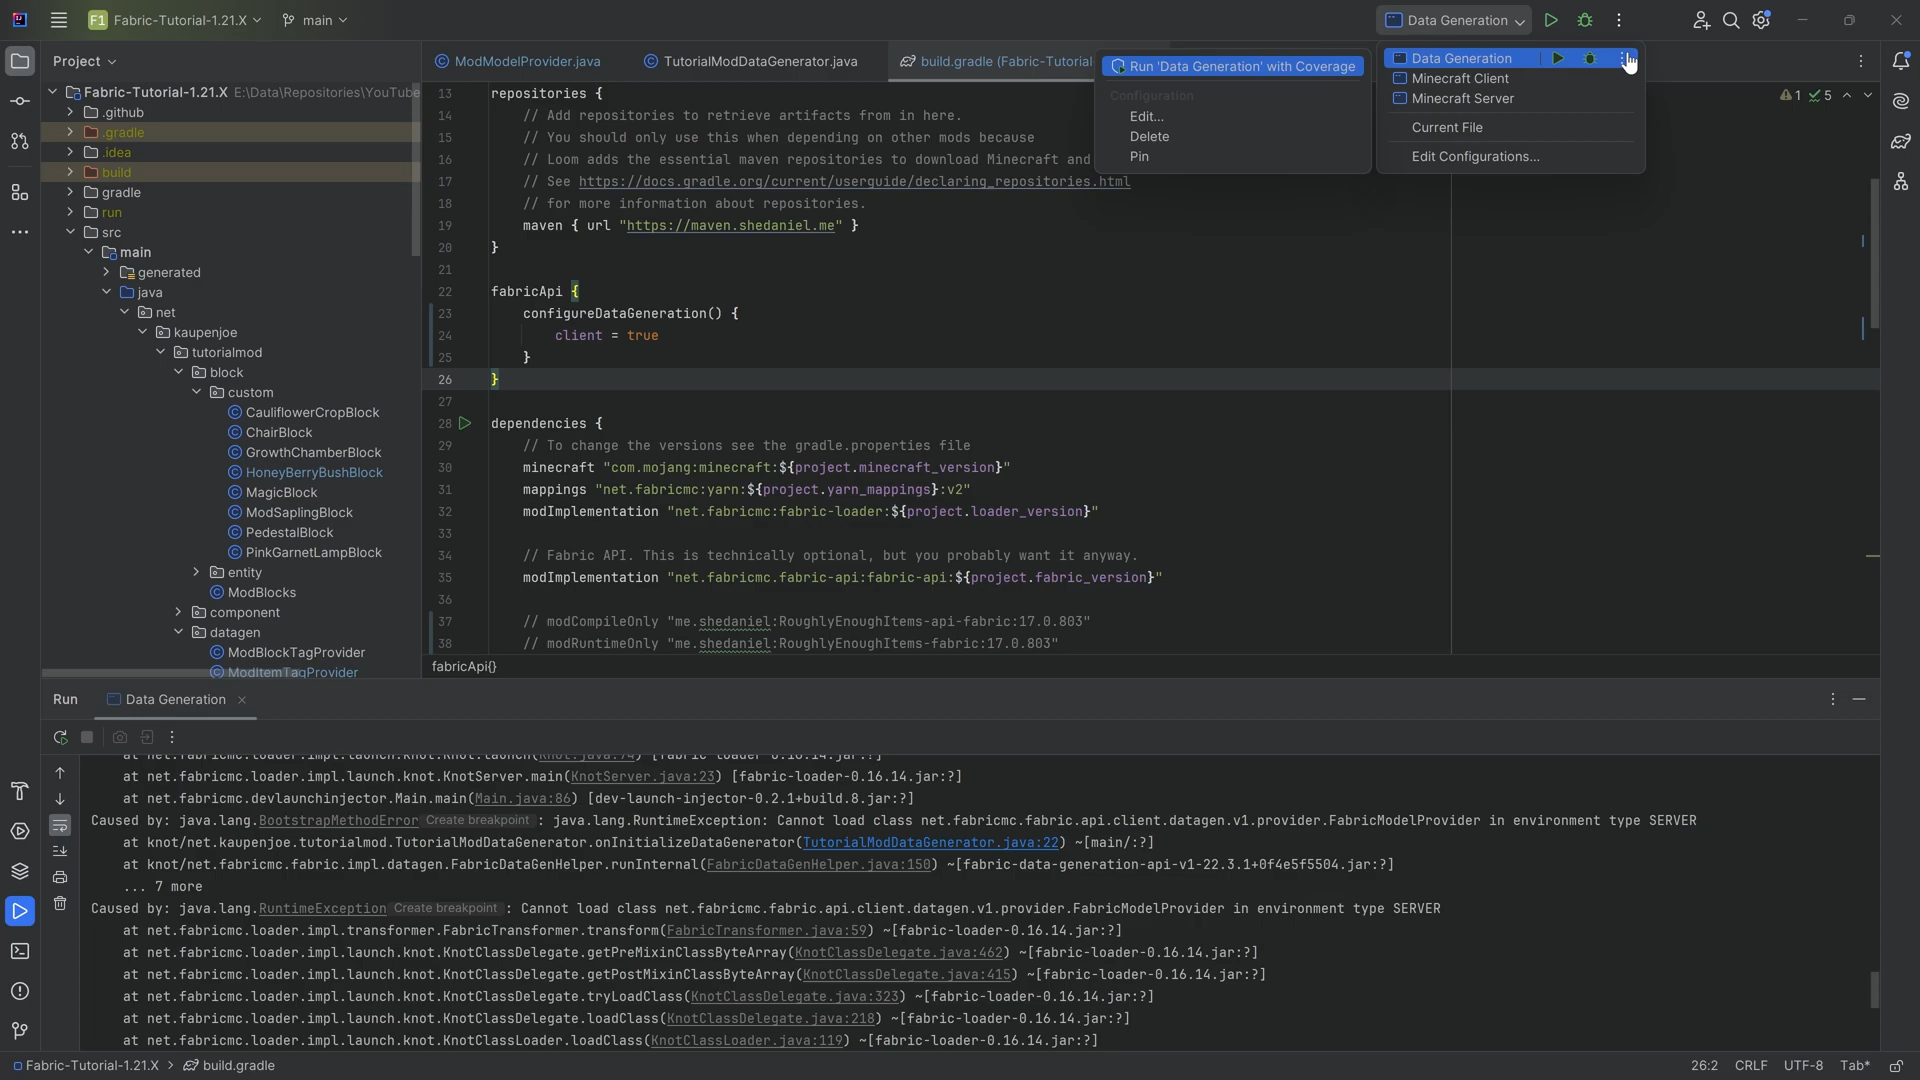 F1 Fabric-Tutorial-1.21.X main Data Generation
Project
ModModelProvider.java TutorialModDataGenerator.java build.gradle (Fabric-Tutorial
Fabric-Tutorial-1.21.X E:\Data\Repositories\YouTube
.github
.gradle
.idea
build
gradle
run
src
main
generated
java
net
kaupenjoe
tutorialmod
block
custom
CauliflowerCropBlock
ChairBlock
GrowthChamberBlock
HoneyBerryBushBlock
MagicBlock
ModSaplingBlock
PedestalBlock
PinkGarnetLampBlock
entity
ModBlocks
component
datagen
ModBlockTagProvider
ModItemTagProvider
13 repositories {
14 // Add repositories to retrieve artifacts from in here.
15 // You should only use this when depending on other mods because
16 // Loom adds the essential maven repositories to download Minecraft and
17 // See https://docs.gradle.org/current/userguide/declaring_repositories.html
18 // for more information about repositories.
19 maven { url "https://maven.shedaniel.me" }
20 }
21
22 fabricApi {
23 configureDataGeneration() {
24 client = true
25 }
26 }
27
28 dependencies {
29 // To change the versions see the gradle.properties file
30 minecraft "com.mojang:minecraft:${project.minecraft_version}"
31 mappings "net.fabricmc:yarn:${project.yarn_mappings}:v2"
32 modImplementation "net.fabricmc:fabric-loader:${project.loader_version}"
33
34 // Fabric API. This is technically optional, but you probably want it anyway.
35 modImplementation "net.fabricmc.fabric-api:fabric-api:${project.fabric_version}"
36
37 // modCompileOnly "me.shedaniel:RoughlyEnoughItems-api-fabric:17.0.803"
38 // modRuntimeOnly "me.shedaniel:RoughlyEnoughItems-fabric:17.0.803"
fabricApi{}
Run 'Data Generation' with Coverage
Configuration
Edit...
Delete
Pin
Data Generation
Minecraft Client
Minecraft Server
Current File
Edit Configurations...
1 5
Run Data Generation
at net.fabricmc.loader.impl.launch.knot.Knot.launch(Knot.java:74) [fabric-loader-0.16.14.jar:?]
at net.fabricmc.loader.impl.launch.knot.KnotServer.main(KnotServer.java:23) [fabric-loader-0.16.14.jar:?]
at net.fabricmc.devlaunchinjector.Main.main(Main.java:86) [dev-launch-injector-0.2.1+build.8.jar:?]
Caused by: java.lang.BootstrapMethodError Create breakpoint : java.lang.RuntimeException: Cannot load class net.fabricmc.fabric.api.client.datagen.v1.provider.FabricModelProvider in environment type SERVER
at knot/net.kaupenjoe.tutorialmod.TutorialModDataGenerator.onInitializeDataGenerator(TutorialModDataGenerator.java:22) ~[main/:?]
at knot/net.fabricmc.fabric.impl.datagen.FabricDataGenHelper.runInternal(FabricDataGenHelper.java:150) ~[fabric-data-generation-api-v1-22.3.1+0f4e5f5504.jar:?]
... 7 more
Caused by: java.lang.RuntimeException Create breakpoint : Cannot load class net.fabricmc.fabric.api.client.datagen.v1.provider.FabricModelProvider in environment type SERVER
at net.fabricmc.loader.impl.transformer.FabricTransformer.transform(FabricTransformer.java:59) ~[fabric-loader-0.16.14.jar:?]
at net.fabricmc.loader.impl.launch.knot.KnotClassDelegate.getPreMixinClassByteArray(KnotClassDelegate.java:462) ~[fabric-loader-0.16.14.jar:?]
at net.fabricmc.loader.impl.launch.knot.KnotClassDelegate.getPostMixinClassByteArray(KnotClassDelegate.java:415) ~[fabric-loader-0.16.14.jar:?]
at net.fabricmc.loader.impl.launch.knot.KnotClassDelegate.tryLoadClass(KnotClassDelegate.java:323) ~[fabric-loader-0.16.14.jar:?]
at net.fabricmc.loader.impl.launch.knot.KnotClassDelegate.loadClass(KnotClassDelegate.java:218) ~[fabric-loader-0.16.14.jar:?]
at net.fabricmc.loader.impl.launch.knot.KnotClassLoader.loadClass(KnotClassLoader.java:119) ~[fabric-loader-0.16.14.jar:?]
Fabric-Tutorial-1.21.X > build.gradle 26:2 CRLF UTF-8 Tab*